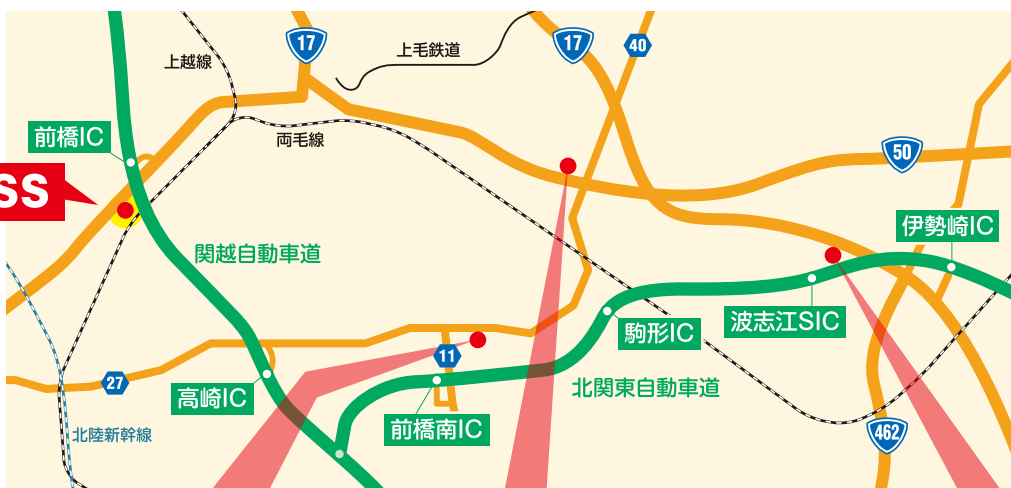 17
17
40
上毛鉄道
上越線
前橋IC
両毛線
50
SS
伊勢崎IC
関越自動車道
波志江SIC
駒形IC
11
27
高崎IC
北関東自動車道
前橋南IC
北陸新幹線
462